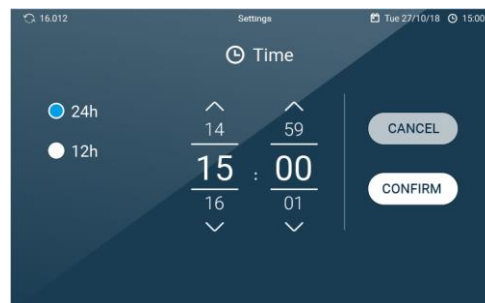 16.012 Settings Tue 27/10/18 15:00
Time
24h
12h
14 59
15 : 00
16 01
CANCEL
CONFIRM